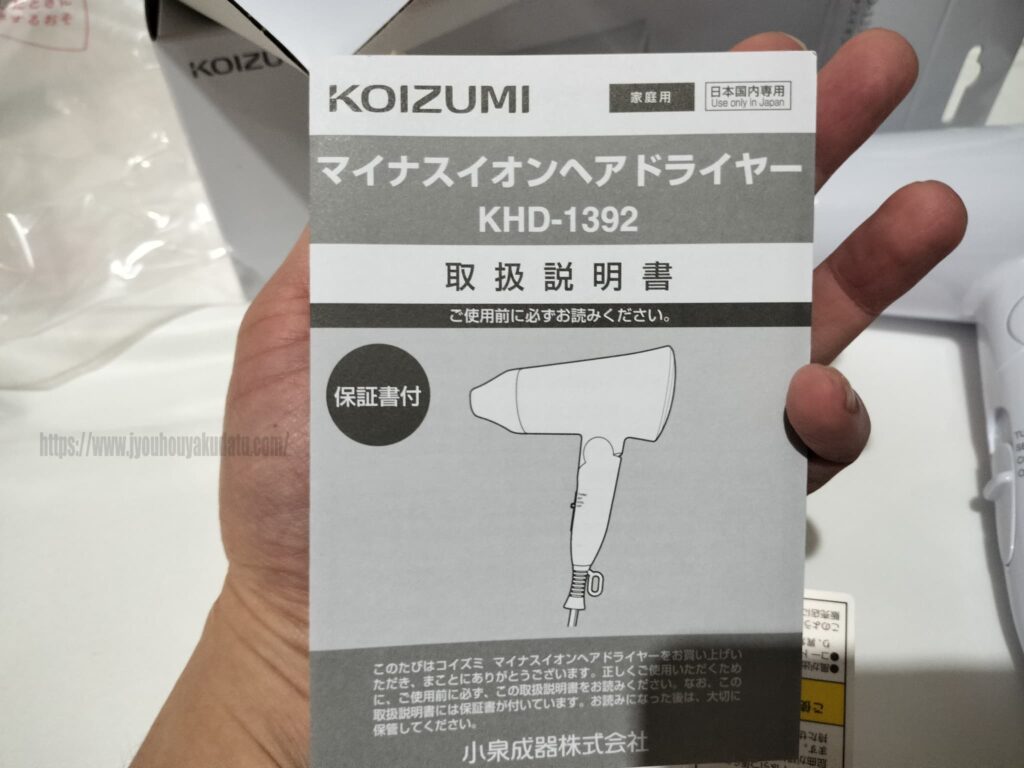 KOIZU
KOIZUMI
家庭用
日本国内専用
Use only in Japan
マイナスイオンヘアドライヤー
KHD-1392
取扱説明書
ご使用前に必ずお読みください。
保証書付
https://www.jyouhouyakudatu.com/
このたびはコイズミ マイナスイオンヘアドライヤーをお買い上げい
ただき、まことにありがとうございます。正しくご使用いただくため
に、ご使用前に必ず、この取扱説明書をお読みください。なお、この
取扱説明書には保証書が付いています。お読みになった後は、大切に
保管してください。
小泉成器株式会社